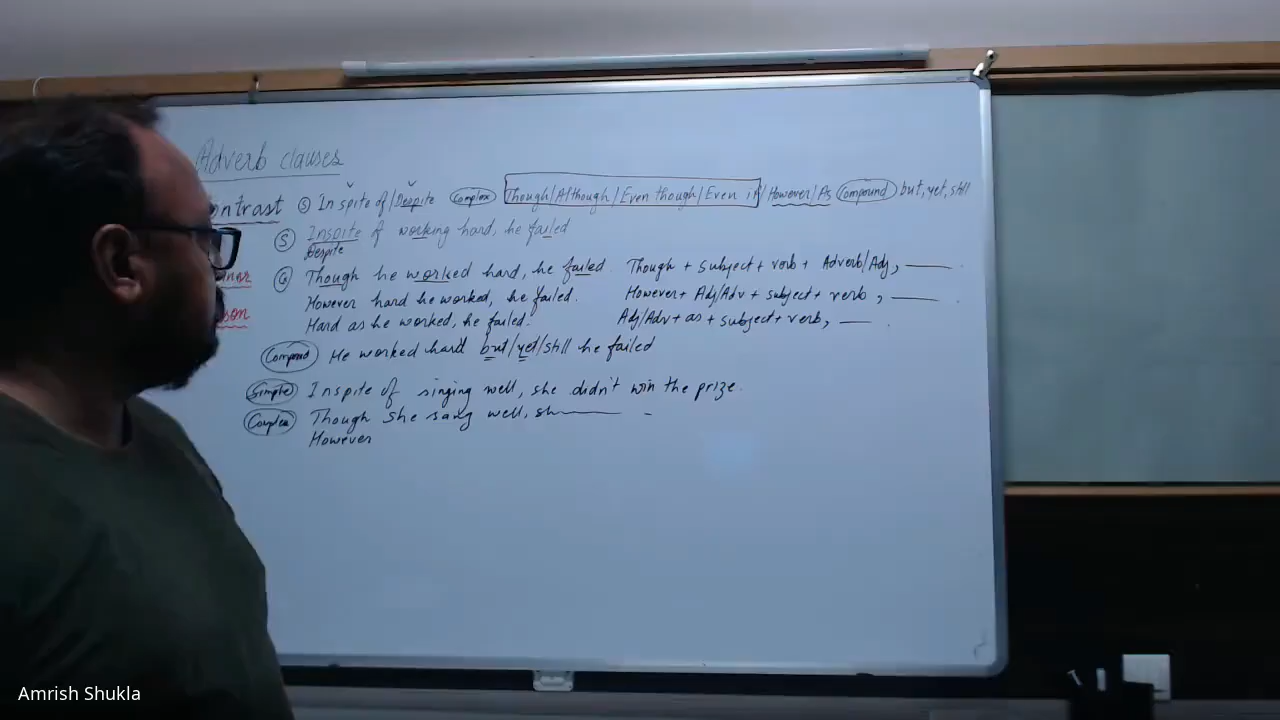 Adverb clauses
ontrast (S) In spite of/Despite (Complex) Though/Although/Even though/Even if/However/As (Compound) but, yet, still
(S) Inspite of working hard, he failed
Despite
Though he worked hard, he failed. Though + subject + verb + Adverb/Adj, ___.
However hard he worked, he failed. However + Adj/Adv + subject + verb, ___.
son Hard as he worked, he failed. Adj/Adv + as + subject + verb, ___.
(Compound) He worked hard but/yet/still he failed
(Simple) Inspite of singing well, she didn't win the prize.
(Complex) Though she sang well, sh
However
Amrish Shukla